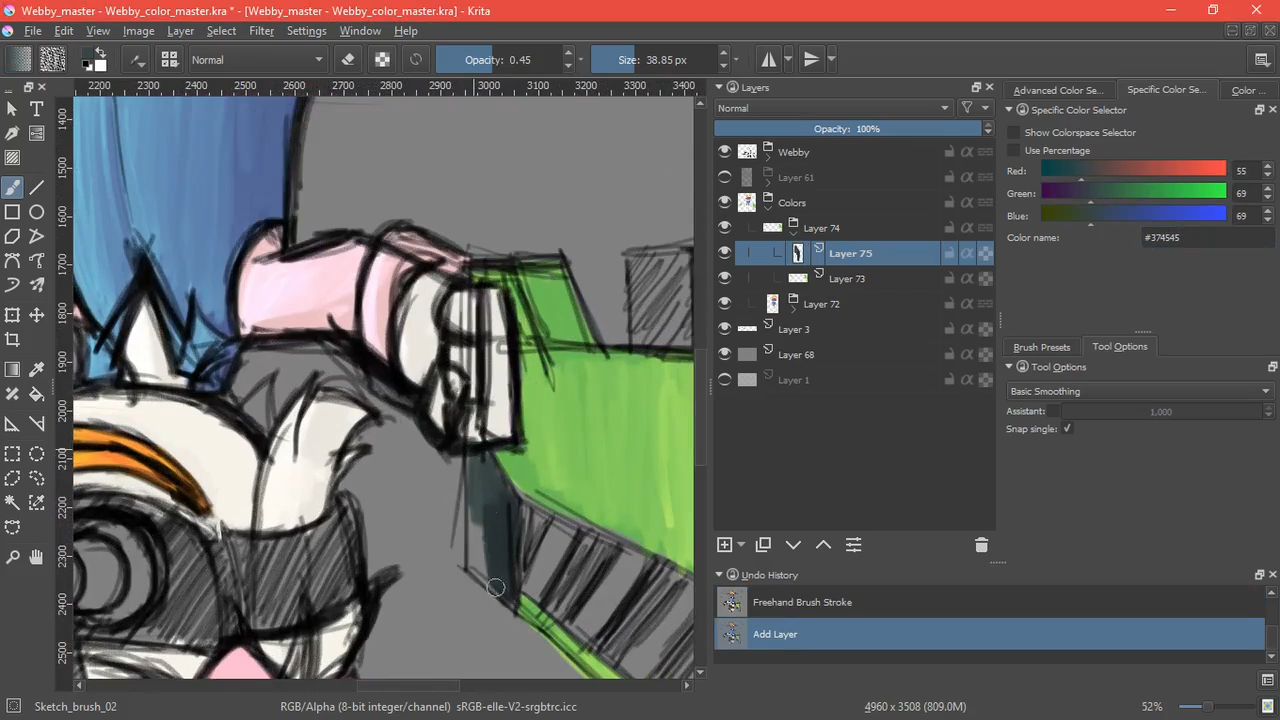 Webby_master - Webby_color_master.kra * - [Webby_master - Webby_color_master.kra] - Krita
File Edit View Image Layer Select Filter Settings Window Help
Normal Opacity: 0.45 Size: 38.85 px
2200 2300 2400 2500 2600 2700 2800 2900 3000 3100 3200 3300 3400
1400
1500
1600
1700
1800
1900
2000
2100
2200
2300
2400
2500
Layers
Normal
Opacity: 100%
Webby
Layer 61
Colors
Layer 74
Layer 75
Layer 73
Layer 72
Layer 3
Layer 68
Layer 1
Undo History
Freehand Brush Stroke
Add Layer
Advanced Color Se... Specific Color Se... Color ...
Specific Color Selector
Show Colorspace Selector
Use Percentage
Red: 55
Green: 69
Blue: 69
Color name: #374545
Brush Presets Tool Options
Tool Options
Basic Smoothing
Assistant: 1,000
Snap single:
Sketch_brush_02 RGB/Alpha (8-bit integer/channel) sRGB-elle-V2-srgbtrc.icc 4960 x 3508 (809.0M) 52%